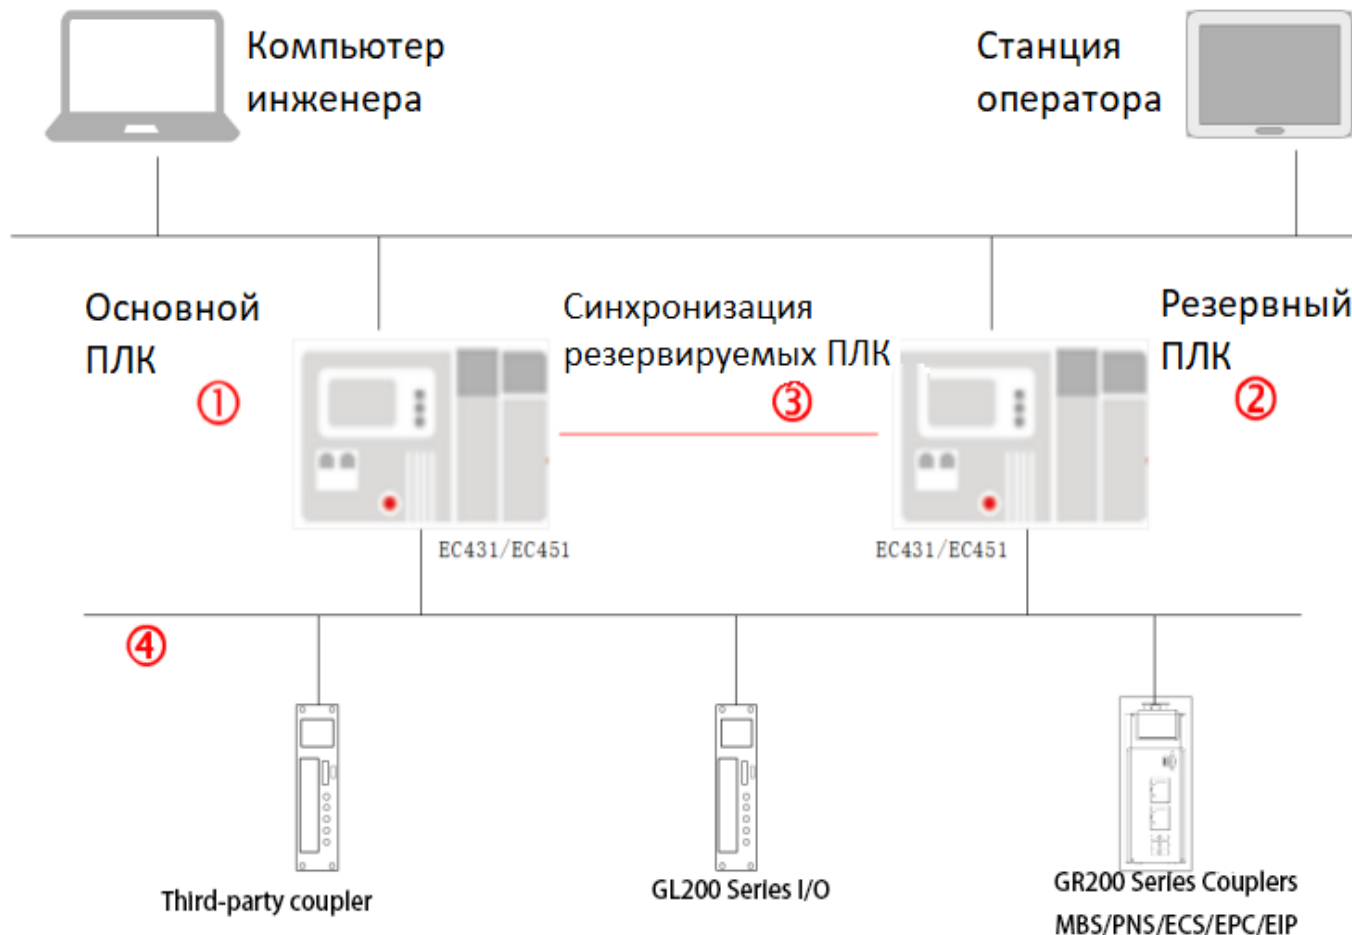 Компьютер
инженера
Станция
оператора
Основной
ПЛК
①
Синхронизация
резервируемых ПЛК
③
Резервный
ПЛК
②
EC431/EC451
EC431/EC451
④
Third-party coupler
GL200 Series I/O
GR200 Series Couplers
MBS/PNS/ECS/EPC/EIP